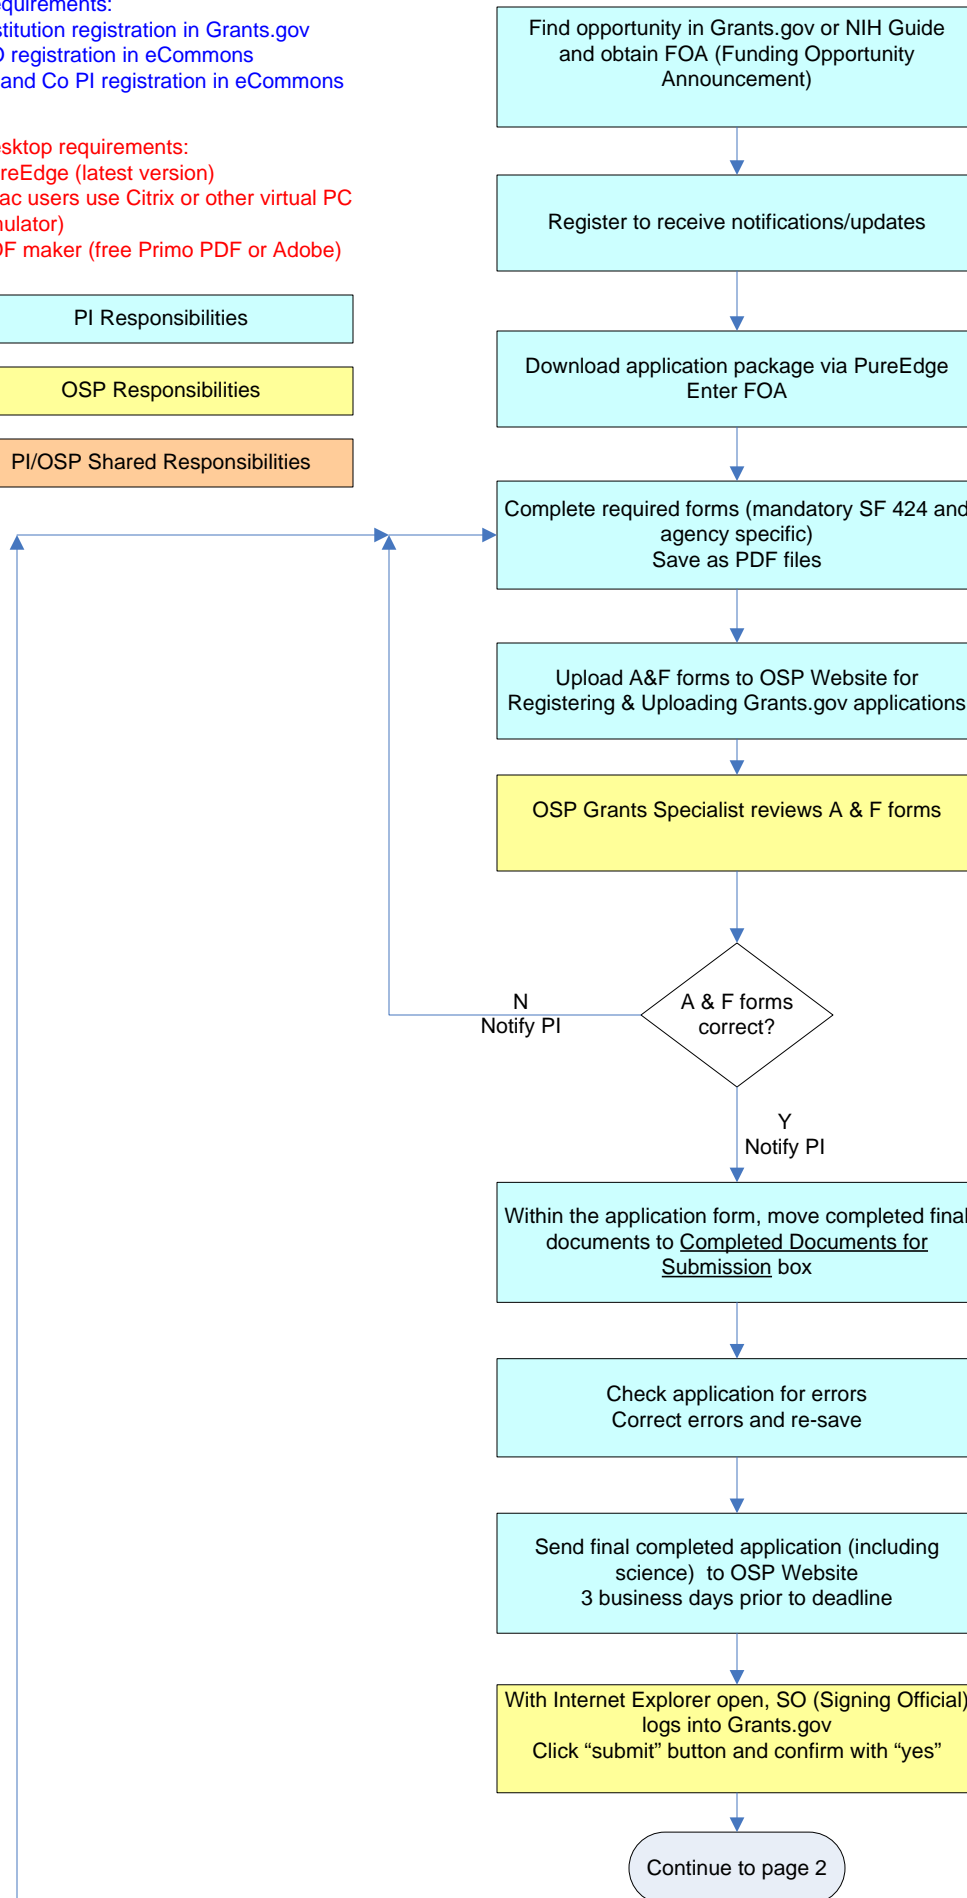 equirements:
stitution registration in Grants.gov
O registration in eCommons
and Co PI registration in eCommons
esktop requirements:
reEdge (latest version)
ac users use Citrix or other virtual PC
nulator)
DF maker (free Primo PDF or Adobe)
PI Responsibilities
OSP Responsibilities
PI/OSP Shared Responsibilities
Find opportunity in Grants.gov or NIH Guide
and obtain FOA (Funding Opportunity
Announcement)
Register to receive notifications/updates
Download application package via PureEdge
Enter FOA
Complete required forms (mandatory SF 424 and
agency specific)
Save as PDF files
Upload A&F forms to OSP Website for
Registering & Uploading Grants.gov applications
OSP Grants Specialist reviews A & F forms
A & F forms
correct?
N
Notify PI
Y
Notify PI
Within the application form, move completed final
documents to Completed Documents for
Submission box
Check application for errors
Correct errors and re-save
Send final completed application (including
science)  to OSP Website
3 business days prior to deadline
With Internet Explorer open, SO (Signing Official)
logs into Grants.gov
Click “submit” button and confirm with “yes”
Continue to page 2